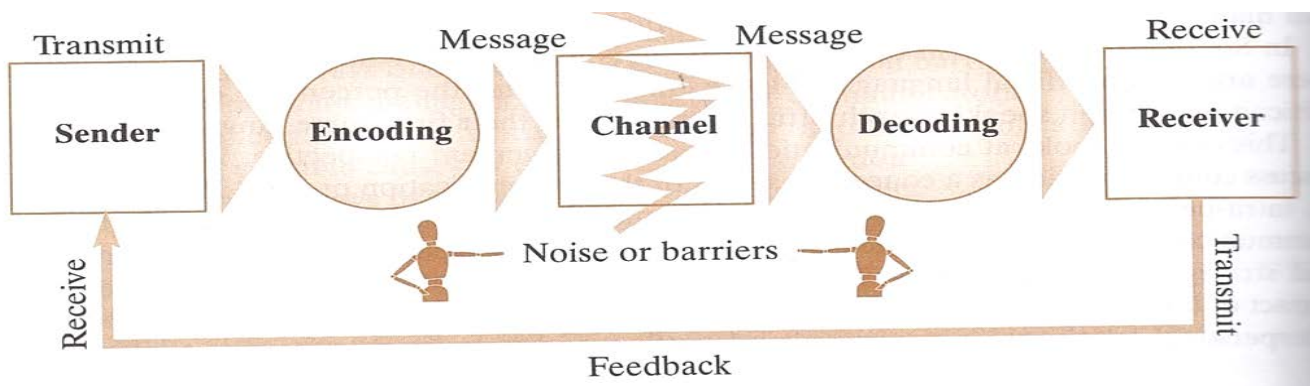 Transmit
Message
Message
Receive
Sender
Encoding
Channel
Decoding
Receiver
Noise or barriers
Receive
Transmit
Feedback